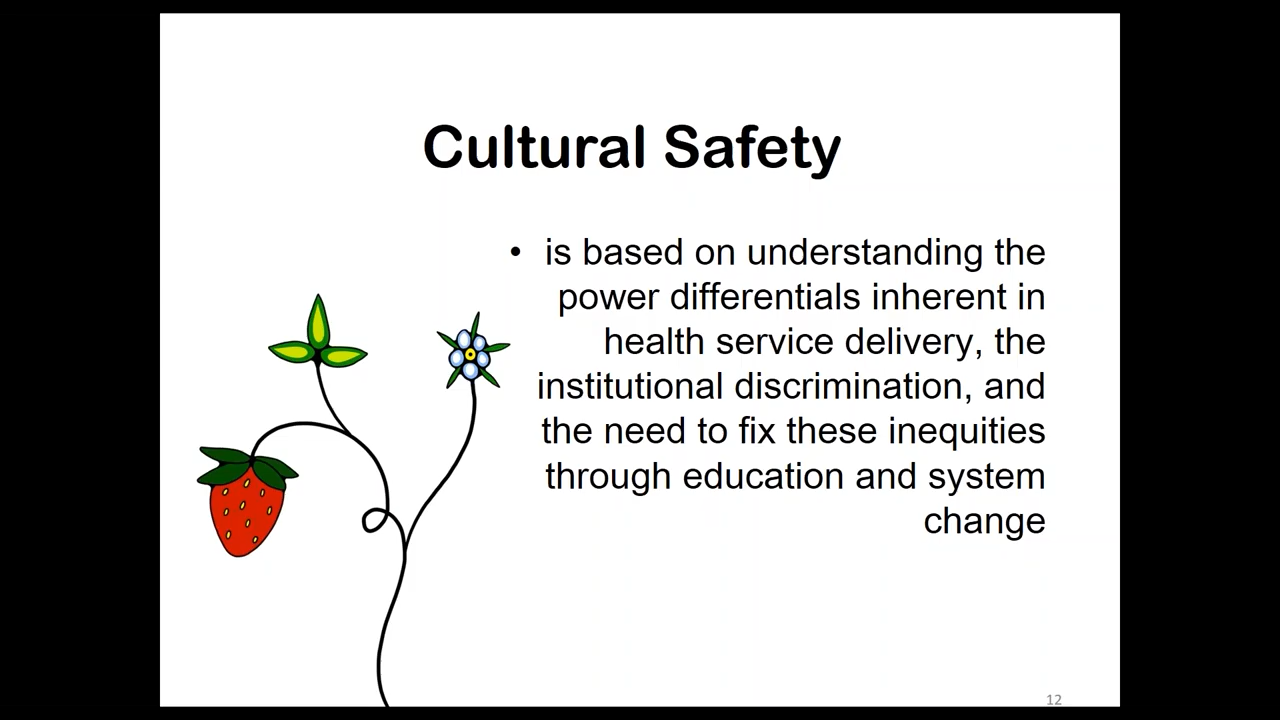 Cultural Safety
• is based on understanding the
power differentials inherent in
health service delivery, the
institutional discrimination, and
the need to fix these inequities
through education and system
change
12